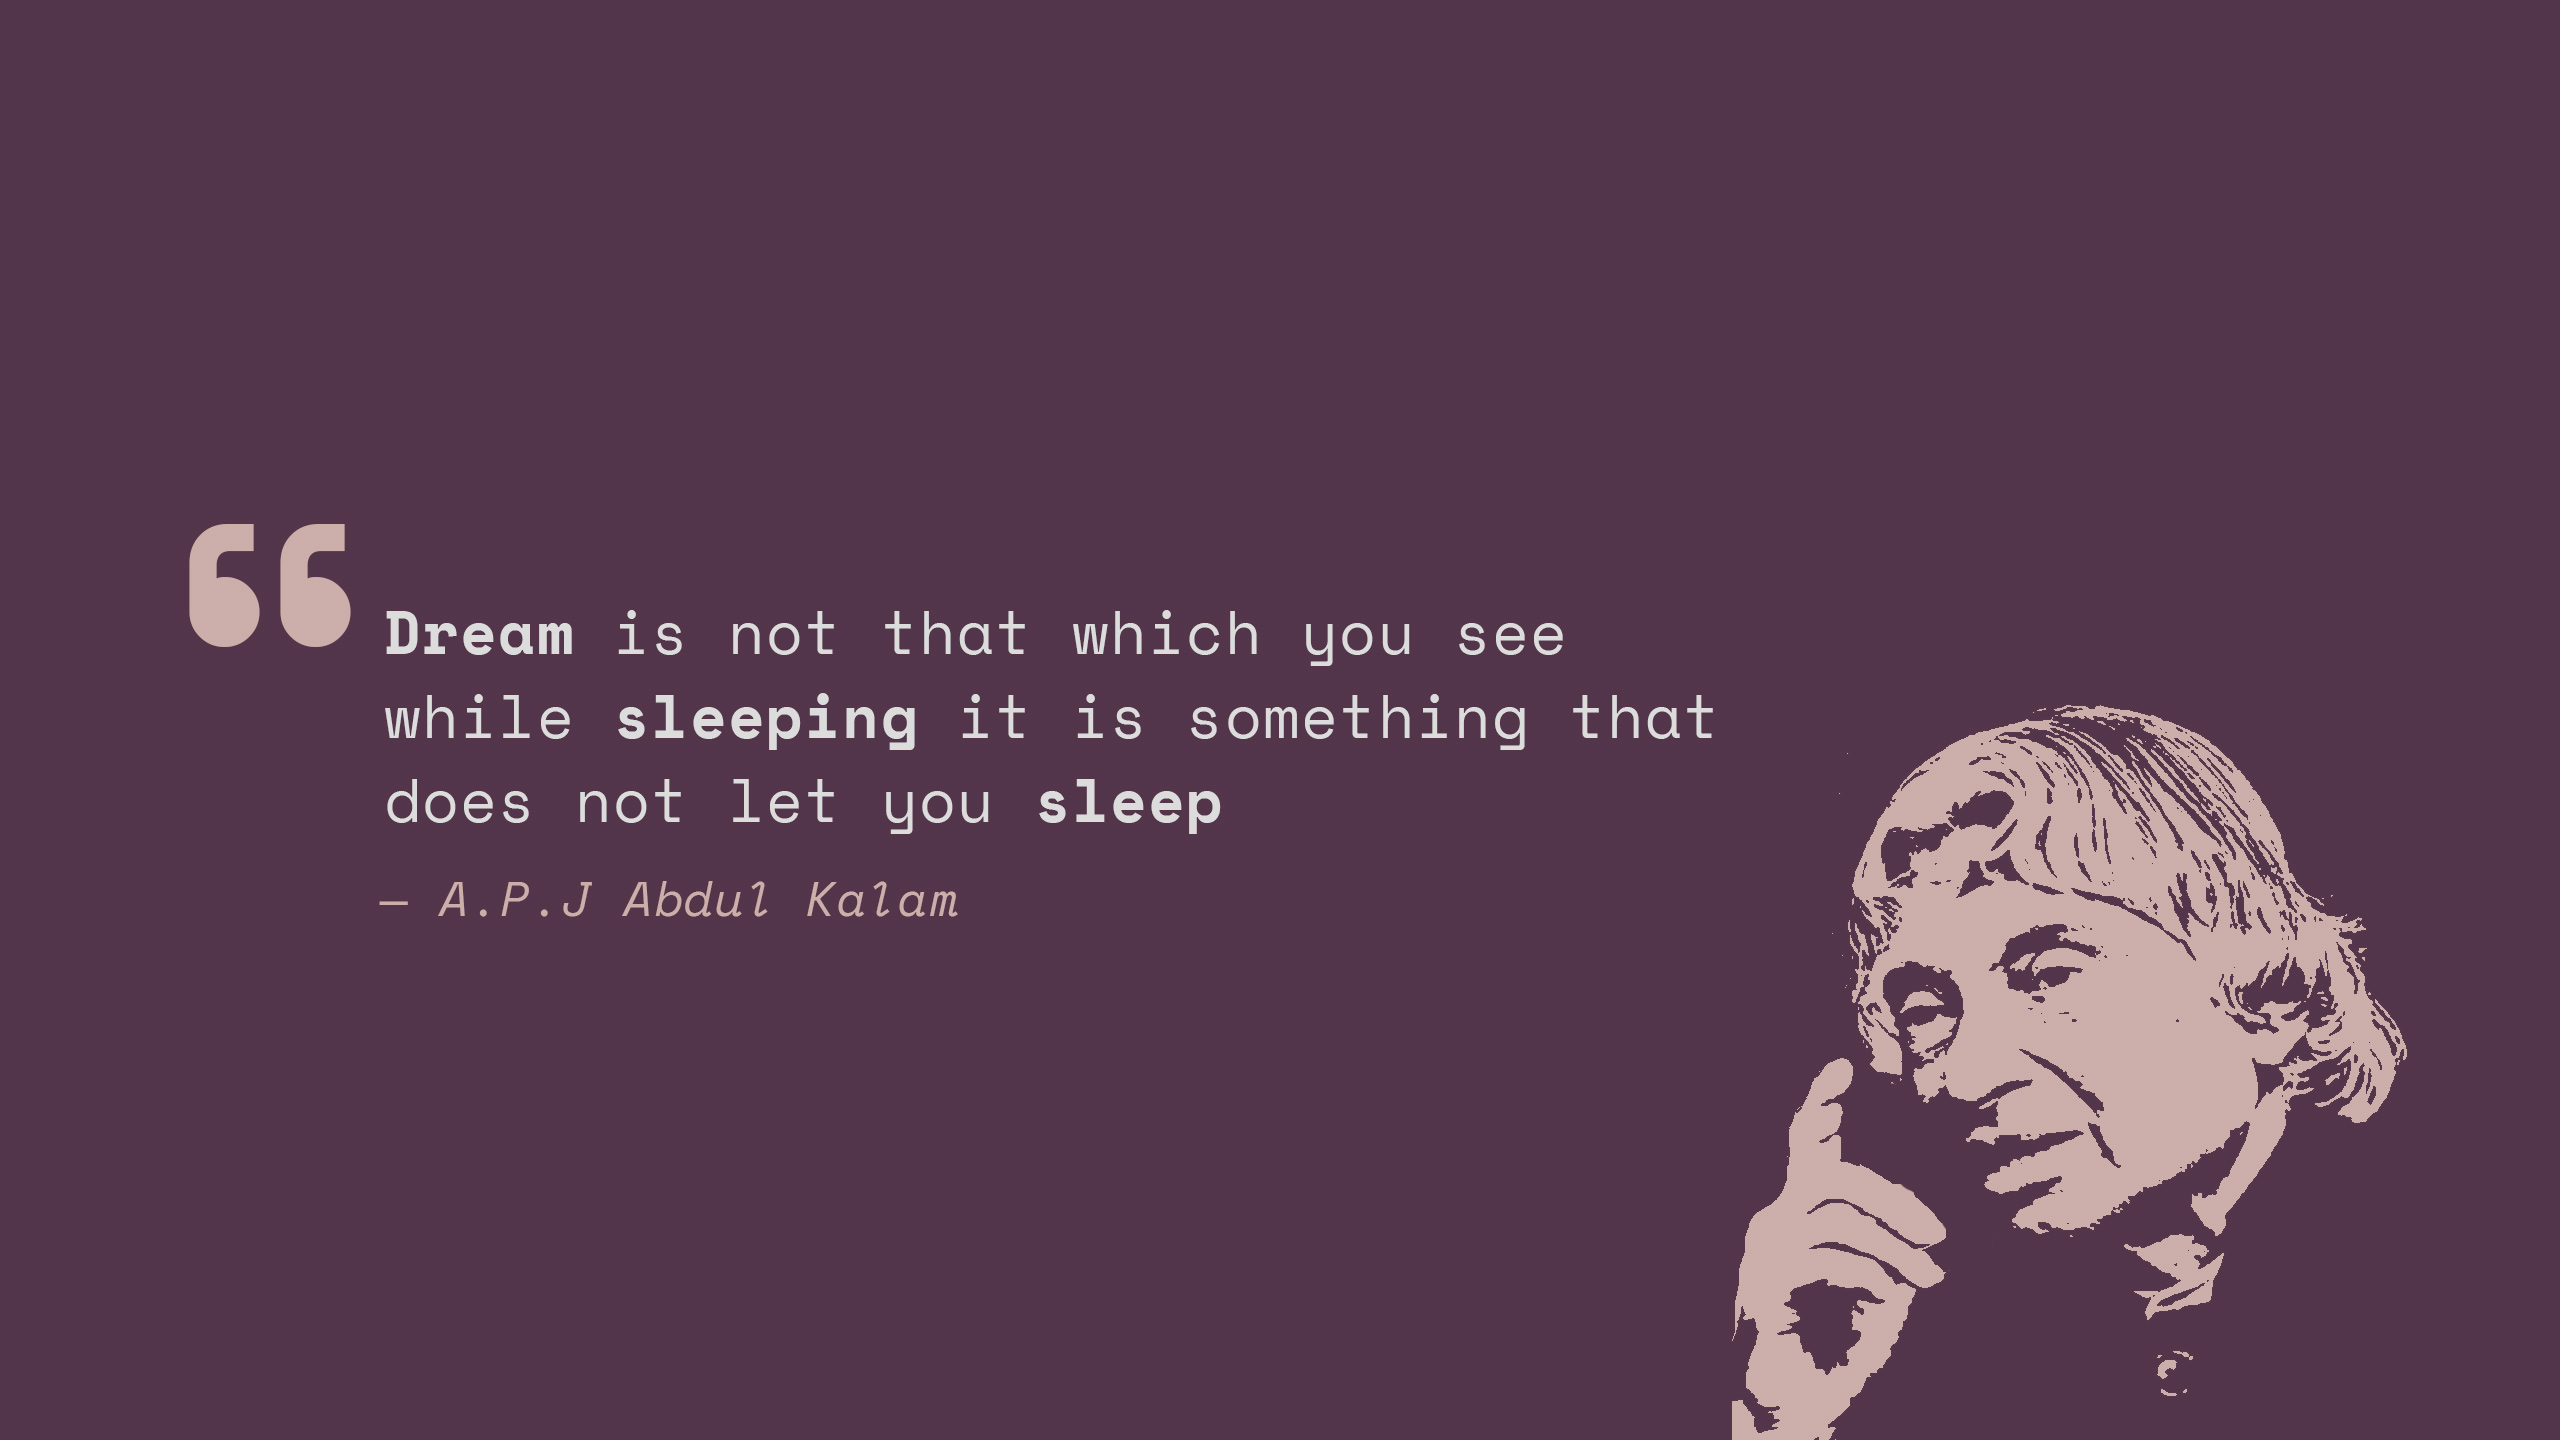 “
Dream is not that which you see
while sleeping it is something that
does not let you sleep
— A.P.J Abdul Kalam